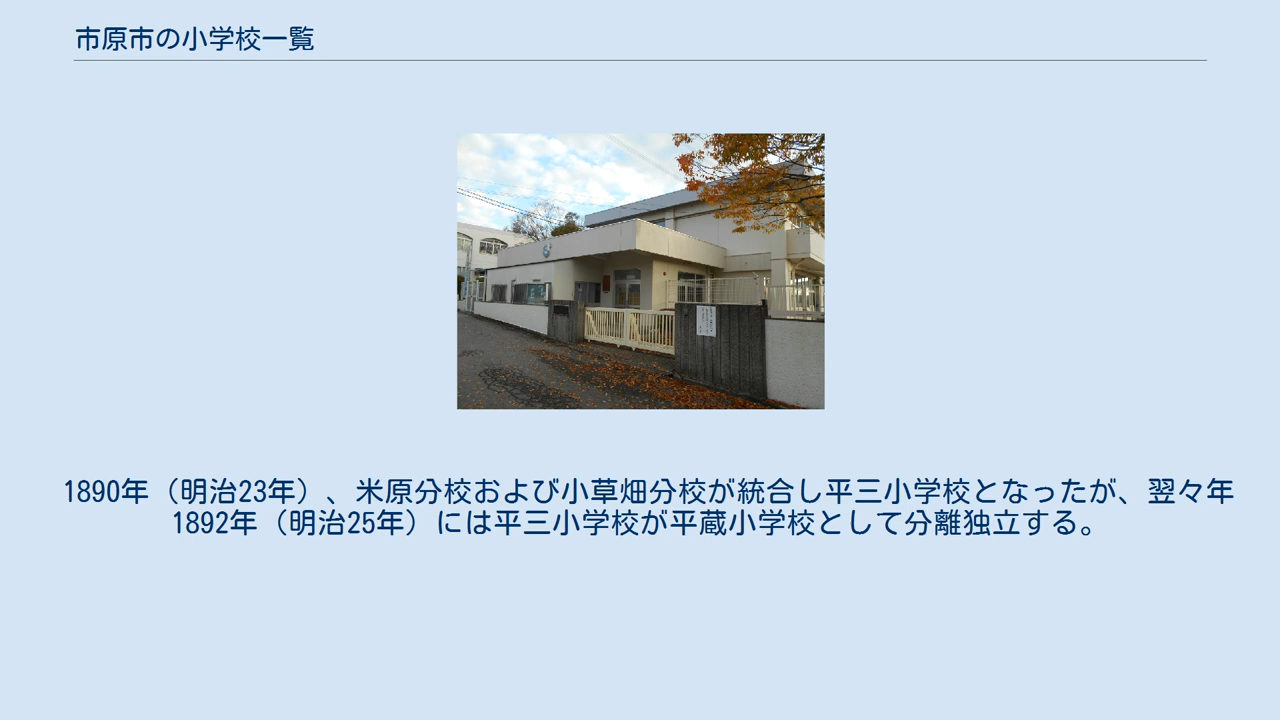 市原市の小学校一覧
1890年（明治23年）、米原分校および小草畑分校が統合し平三小学校となったが、翌々年
1892年（明治25年）には平三小学校が平蔵小学校として分離独立する。